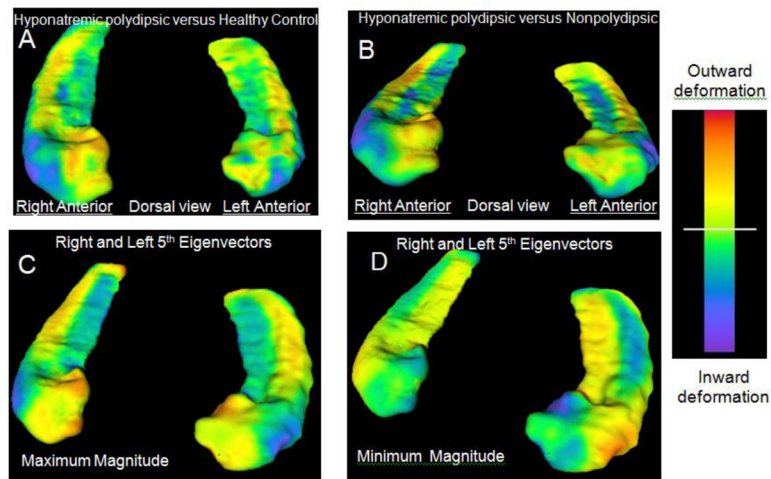 Hyponatremic polydipsic versus Healthy Control
A
Right Anterior Dorsal view Left Anterior
Hyponatremic polydipsic versus Nonpolydipsic
B
Right Anterior Dorsal view Left Anterior
Outward
deformation
Inward
deformation
Right and Left 5th Eigenvectors
C
Maximum Magnitude
Right and Left 5th Eigenvectors
D
Minimum Magnitude